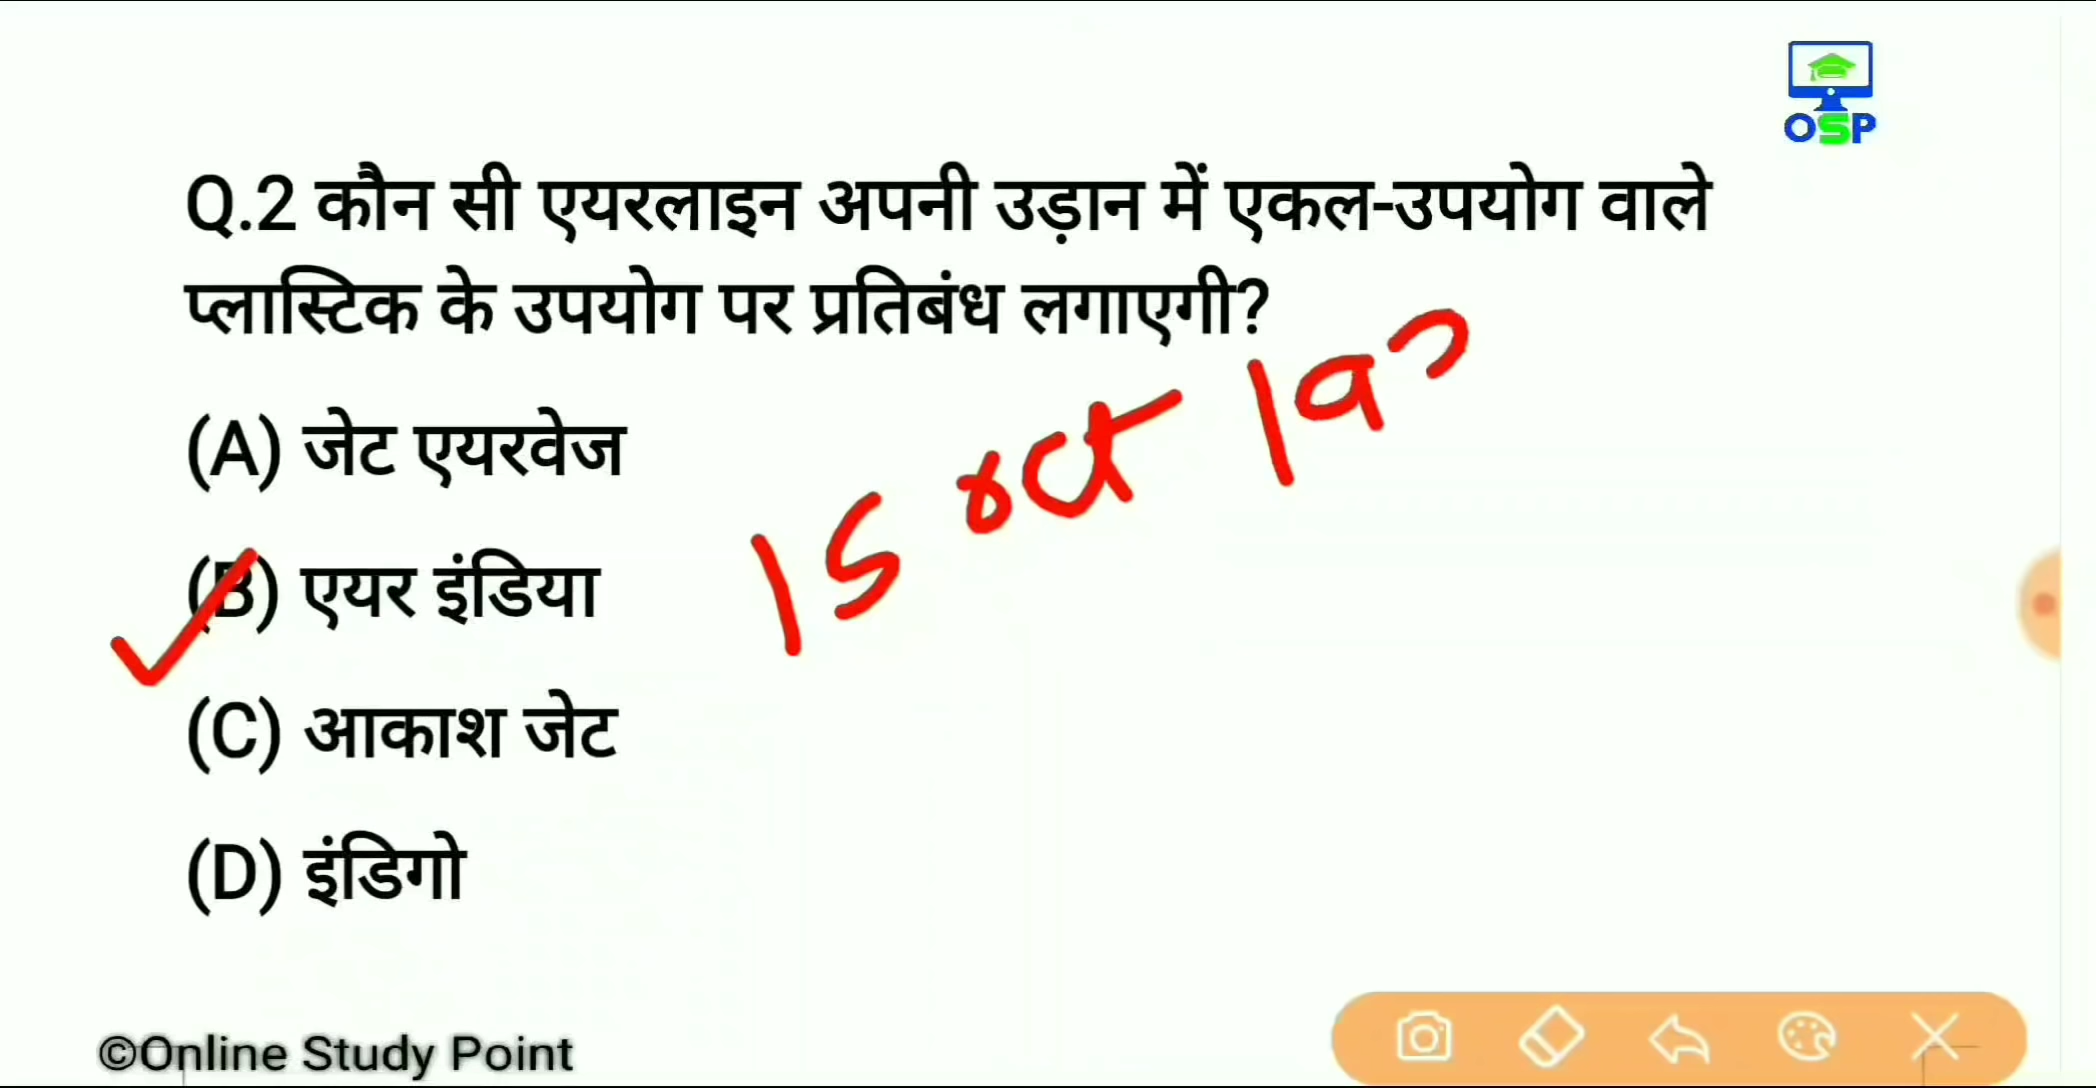 OSP
Q.2 कौन सी एयरलाइन अपनी उड़ान में एकल-उपयोग वाले
प्लास्टिक के उपयोग पर प्रतिबंध लगाएगी?
(A) जेट एयरवेज
15 oct
(B) एयर इंडिया
(C) आकाश जेट
(D) इंडिगो
©Online Study Point